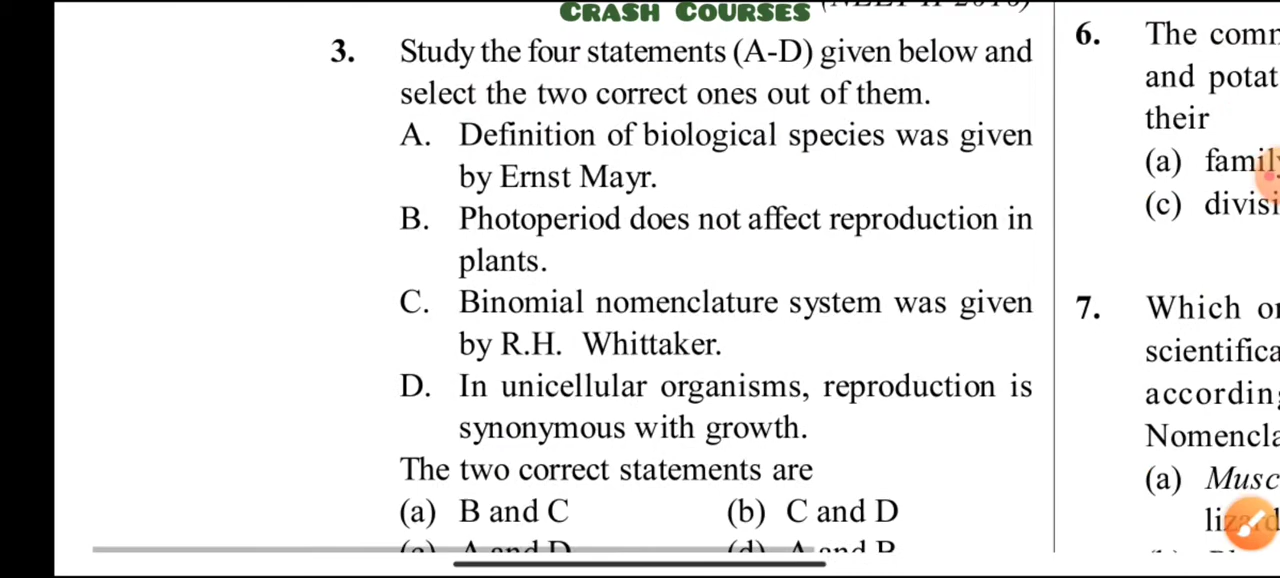 CRASH COURSES
3. Study the four statements (A-D) given below and
select the two correct ones out of them.
A. Definition of biological species was given
by Ernst Mayr.
B. Photoperiod does not affect reproduction in
plants.
C. Binomial nomenclature system was given
by R.H. Whittaker.
D. In unicellular organisms, reproduction is
synonymous with growth.
The two correct statements are
(a) B and C (b) C and D
6. The
and
their
(a)
(c)
7. Which
(a)